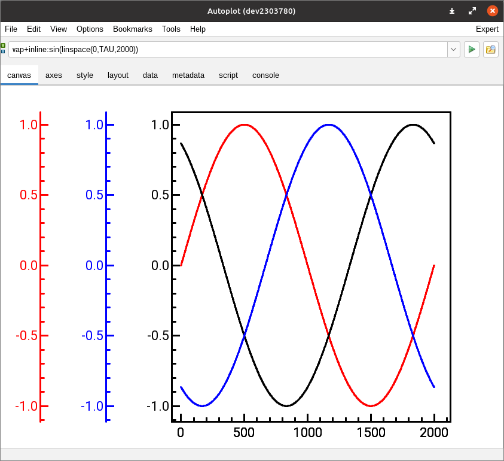 Autoplot (dev2303780)
File Edit View Options Bookmarks Tools Help Expert
vap+inline:sin(linspace(0,TAU,2000))
canvas axes style layout data metadata script console
1.0 1.0 1.0
0.5 0.5 0.5
0.0 0.0 0.0
-0.5 -0.5 -0.5
-1.0 -1.0 -1.0
0 500 1000 1500 2000